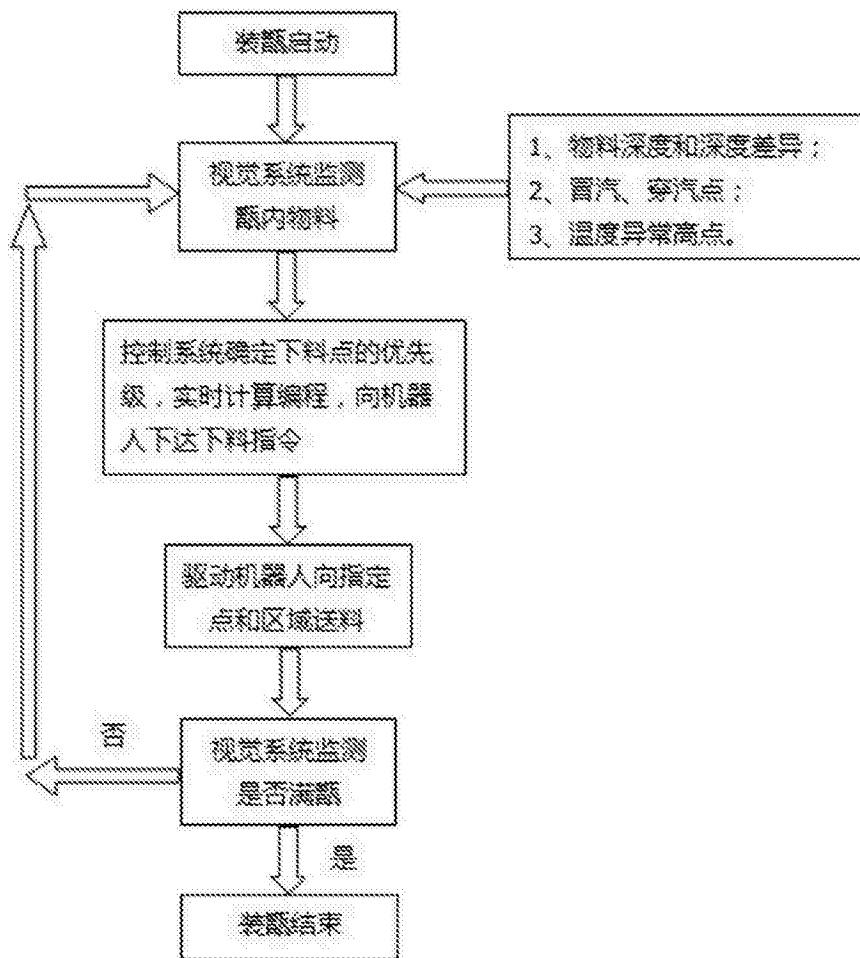 装甑启动
视觉系统监测
甑内物料
1、物料深度和深度差异；
2、冒汽、穿汽点；
3、温度异常高点。
控制系统确定下料点的优先
级，实时计算编程，向机器
人下达下料指令
驱动机器人向指定
点和区域送料
否
视觉系统监测
是否满甑
是
装甑结束